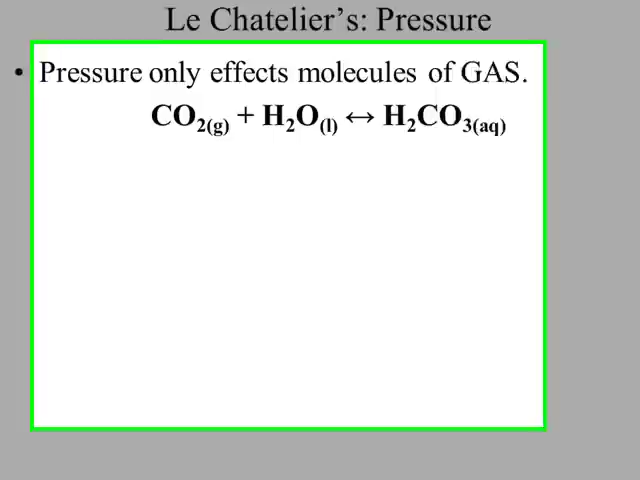 Le Chatelier's: Pressure
• Pressure only effects molecules of GAS.
CO₂(g) + H₂O(l) ↔ H₂CO₃(aq)